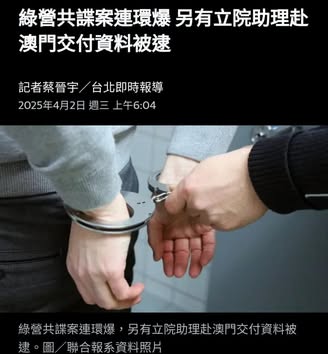 綠營共諜案連環爆 另有立院助理赴
澳門交付資料被逮
記者蔡晉宇／台北即時報導
2025年4月2日 週三 上午6:04
綠營共諜案連環爆，另有立院助理赴澳門交付資料被
逮。圖／聯合報系資料照片